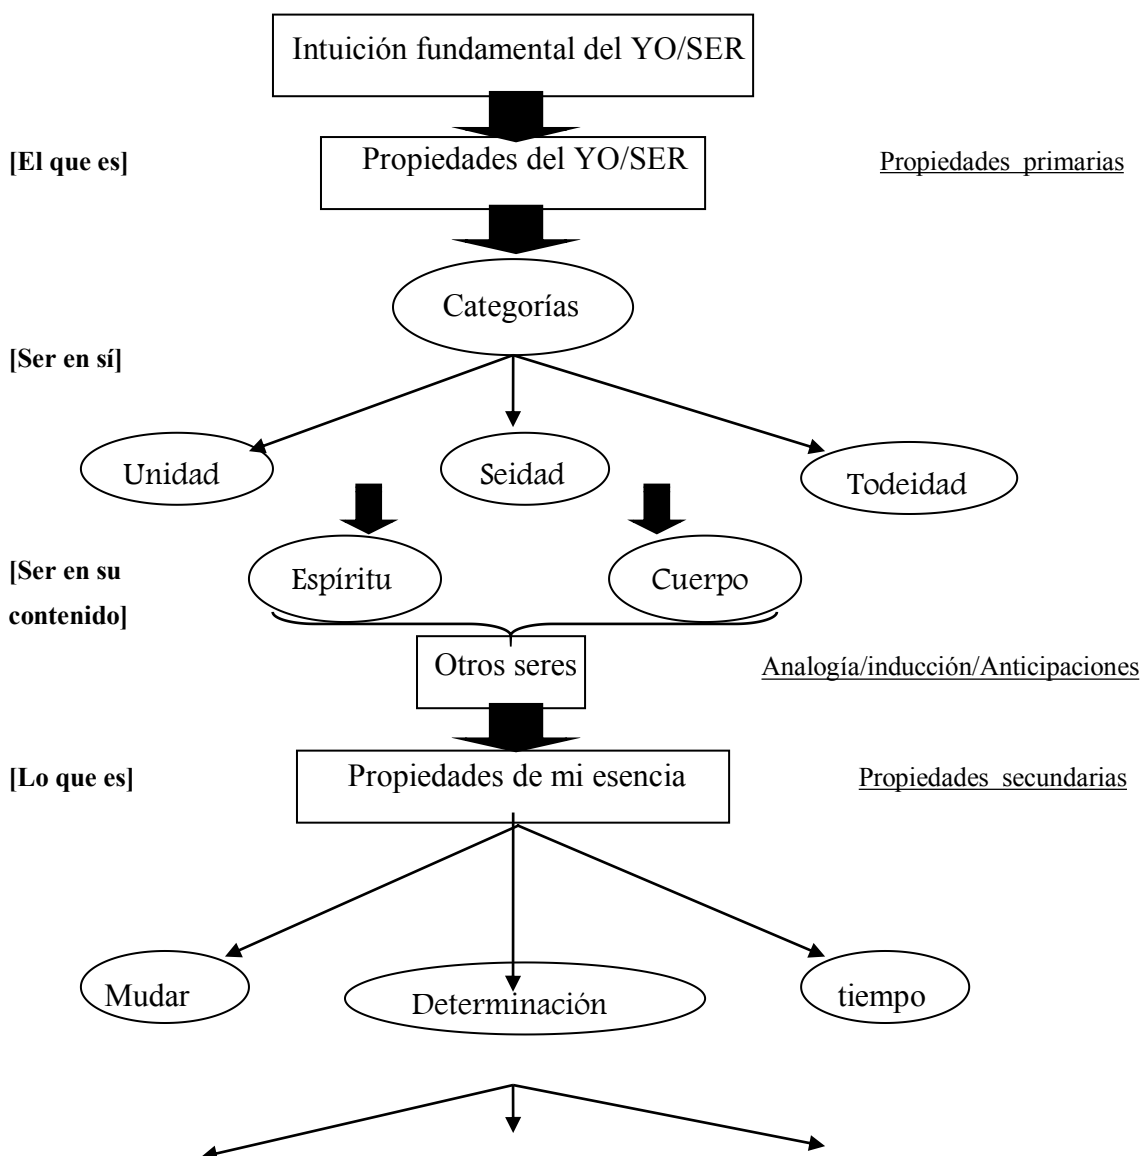 Intuición fundamental del YO/SER
[El que es]
Propiedades del YO/SER
Propiedades primarias
Categorías
[Ser en sí]
Unidad
Seidad
Todeidad
[Ser en su
contenido]
Espíritu
Cuerpo
Otros seres
Analogía/inducción/Anticipaciones
[Lo que es]
Propiedades de mi esencia
Propiedades secundarias
Mudar
Determinación
tiempo